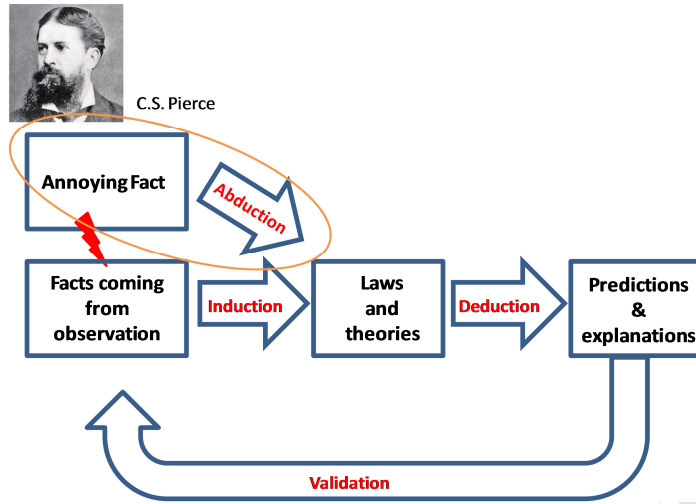 C.S. Pierce
Annoying Fact
Abduction
Facts coming
from
observation
Induction
Laws
and
theories
Deduction
Predictions
&
explanations
Validation